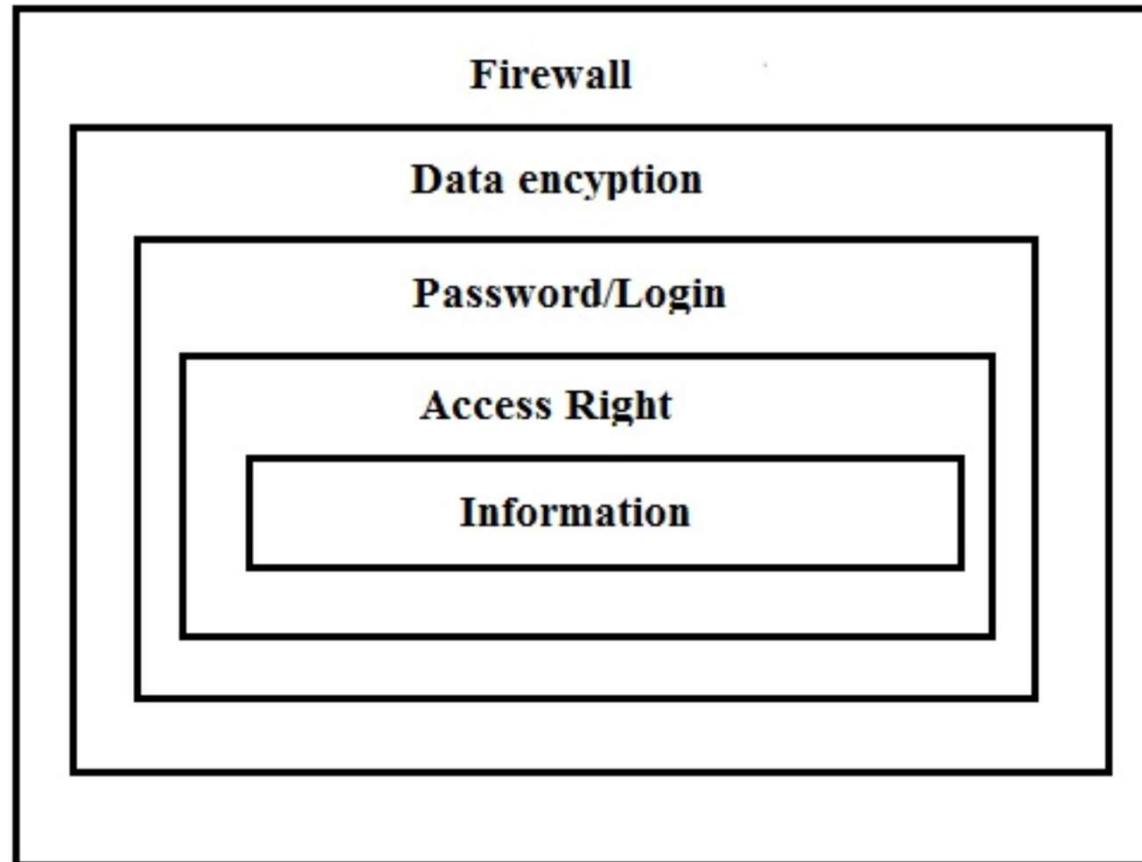 Firewall
Data encyption
Password/Login
Access Right
Information